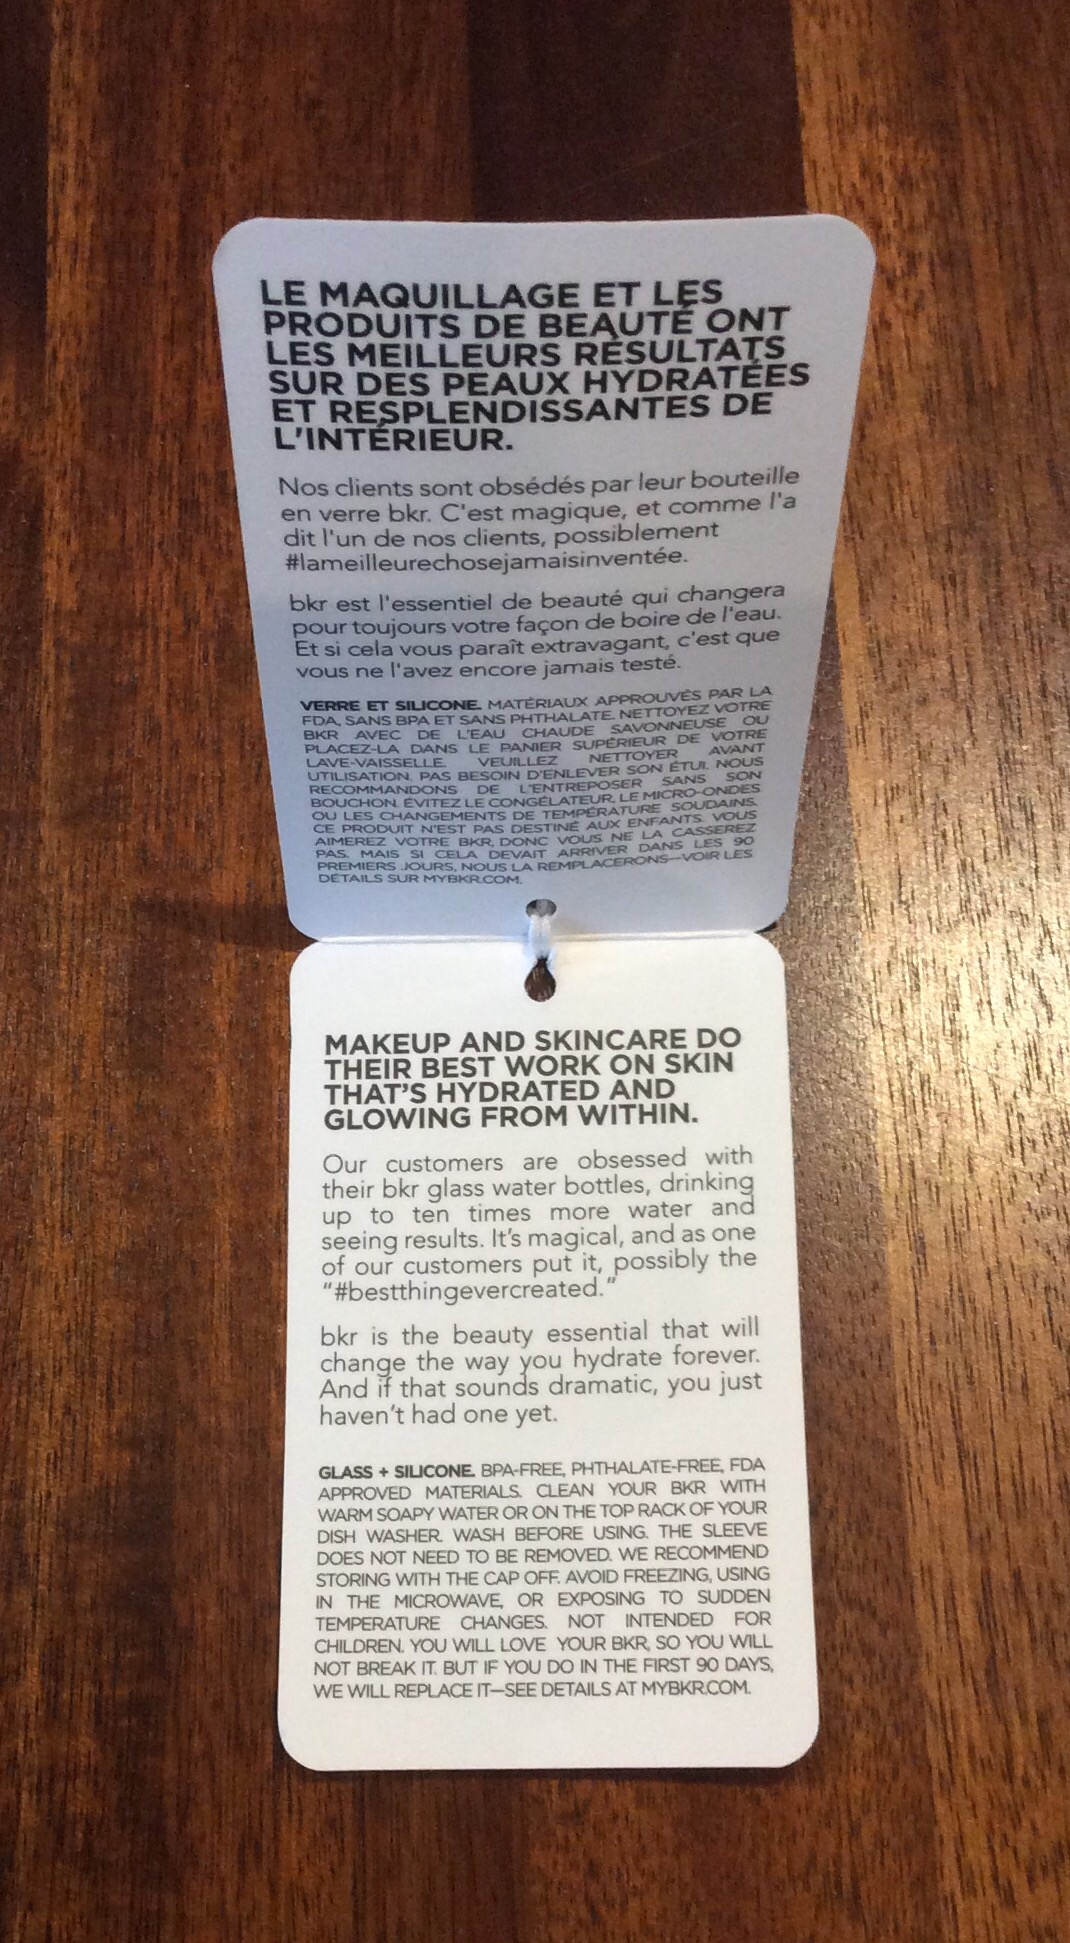 LE MAQUILLAGE ET LES
PRODUITS DE BEAUTÉ ONT
LES MEILLEURS RÉSULTATS
SUR DES PEAUX HYDRATÉES
ET RESPLENDISSANTES DE
L'INTÉRIEUR.
Nos clients sont obsédés par leur bouteille
en verre bkr. C'est magique, et comme l'a
dit l'un de nos clients, possiblement
#lameilleurechosejamaisinventée.
bkr est l'essentiel de beauté qui changera
pour toujours votre façon de boire de l'eau.
Et si cela vous paraît extravagant, c'est que
vous ne l'avez encore jamais testé.
VERRE ET SILICONE. MATÉRIAUX APPROUVÉS PAR LA
FDA, SANS BPA ET SANS PHTHALATE. NETTOYEZ VOTRE
BKR AVEC DE L'EAU CHAUDE SAVONNEUSE OU
PLACEZ-LA DANS LE PANIER SUPÉRIEUR DE VOTRE
LAVE-VAISSELLE. VEUILLEZ NETTOYER AVANT
UTILISATION. PAS BESOIN D'ENLEVER SON ÉTUI. NOUS
RECOMMANDONS DE L'ENTREPOSER SANS SON
BOUCHON. ÉVITEZ LE CONGÉLATEUR, LE MICRO-ONDES
OU LES CHANGEMENTS DE TEMPÉRATURE SOUDAINS.
CE PRODUIT N'EST PAS DESTINÉ AUX ENFANTS. VOUS
AIMEREZ VOTRE BKR, DONC VOUS NE LA CASSEREZ
PAS. MAIS SI CELA DEVAIT ARRIVER DANS LES 90
PREMIERS JOURS, NOUS LA REMPLACERONS—VOIR LES
DÉTAILS SUR MYBKR.COM.
MAKEUP AND SKINCARE DO
THEIR BEST WORK ON SKIN
THAT'S HYDRATED AND
GLOWING FROM WITHIN.
Our customers are obsessed with
their bkr glass water bottles, drinking
up to ten times more water and
seeing results. It's magical, and as one
of our customers put it, possibly the
"#bestthingevercreated."
bkr is the beauty essential that will
change the way you hydrate forever.
And if that sounds dramatic, you just
haven't had one yet.
GLASS + SILICONE. BPA-FREE, PHTHALATE-FREE, FDA
APPROVED MATERIALS. CLEAN YOUR BKR WITH
WARM SOAPY WATER OR ON THE TOP RACK OF YOUR
DISH WASHER. WASH BEFORE USING. THE SLEEVE
DOES NOT NEED TO BE REMOVED. WE RECOMMEND
STORING WITH THE CAP OFF. AVOID FREEZING, USING
IN THE MICROWAVE, OR EXPOSING TO SUDDEN
TEMPERATURE CHANGES. NOT INTENDED FOR
CHILDREN. YOU WILL LOVE YOUR BKR, SO YOU WILL
NOT BREAK IT. BUT IF YOU DO IN THE FIRST 90 DAYS,
WE WILL REPLACE IT—SEE DETAILS AT MYBKR.COM.